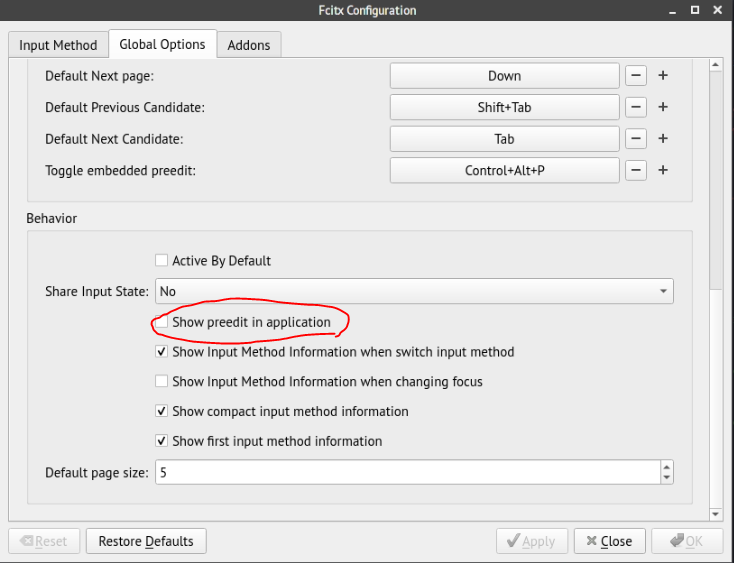 Fcitx Configuration
Input Method Global Options Addons
Default Next page: Down
Default Previous Candidate: Shift+Tab
Default Next Candidate: Tab
Toggle embedded preedit: Control+Alt+P
Behavior
Active By Default
Share Input State: No
Show preedit in application
Show Input Method Information when switch input method
Show Input Method Information when changing focus
Show compact input method information
Show first input method information
Default page size: 5
Reset Restore Defaults Apply Close OK